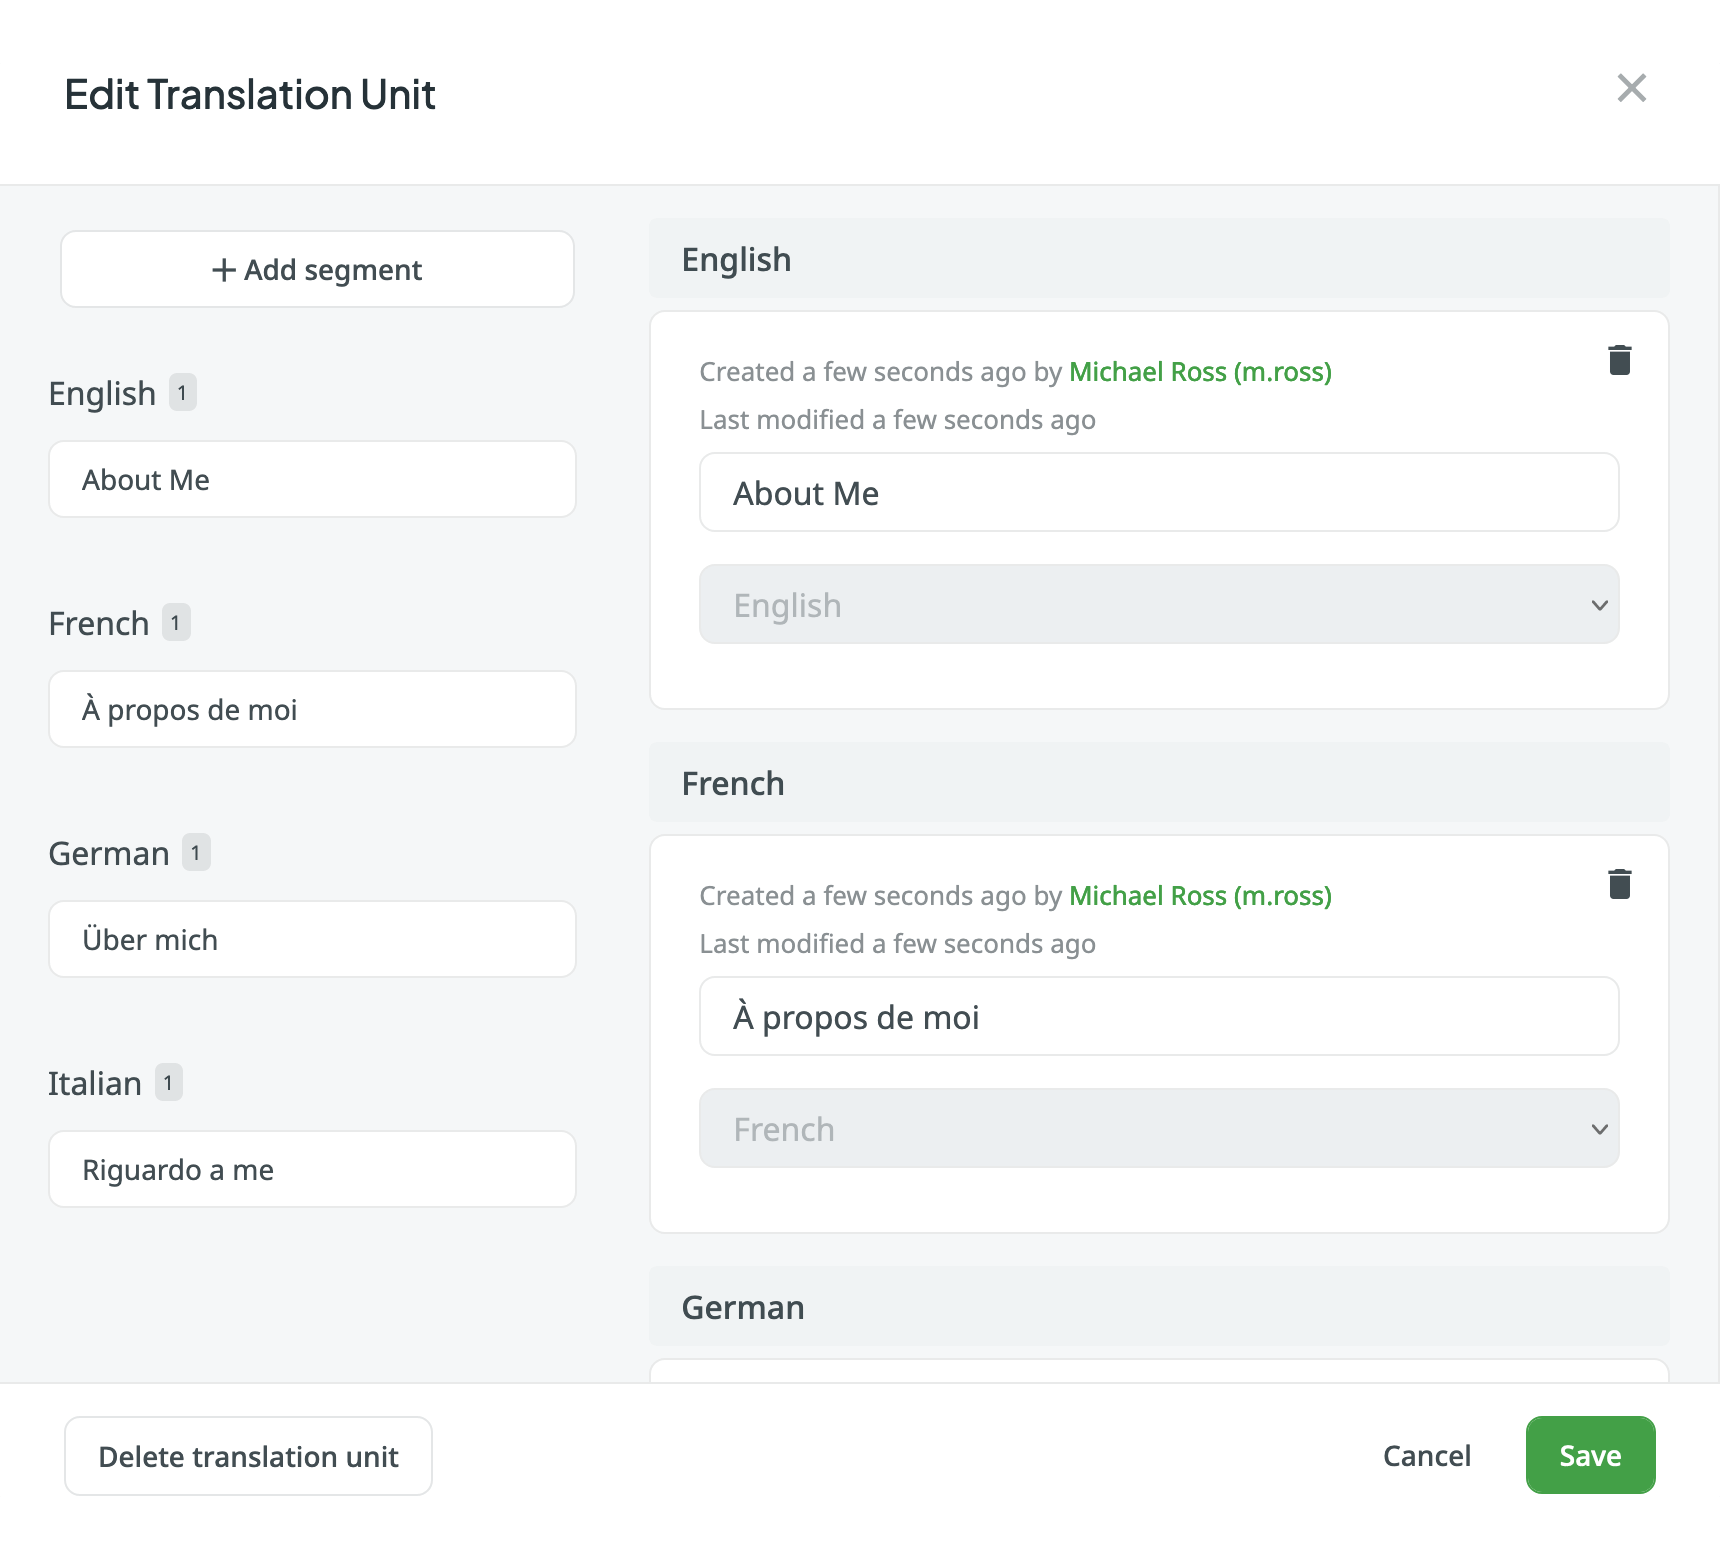 Edit Translation Unit
+ Add segment
English 1
About Me
French 1
À propos de moi
German 1
Über mich
Italian 1
Riguardo a me
English
Created a few seconds ago by Michael Ross (m.ross)
Last modified a few seconds ago
About Me
English
French
Created a few seconds ago by Michael Ross (m.ross)
Last modified a few seconds ago
À propos de moi
French
German
Delete translation unit
Cancel
Save